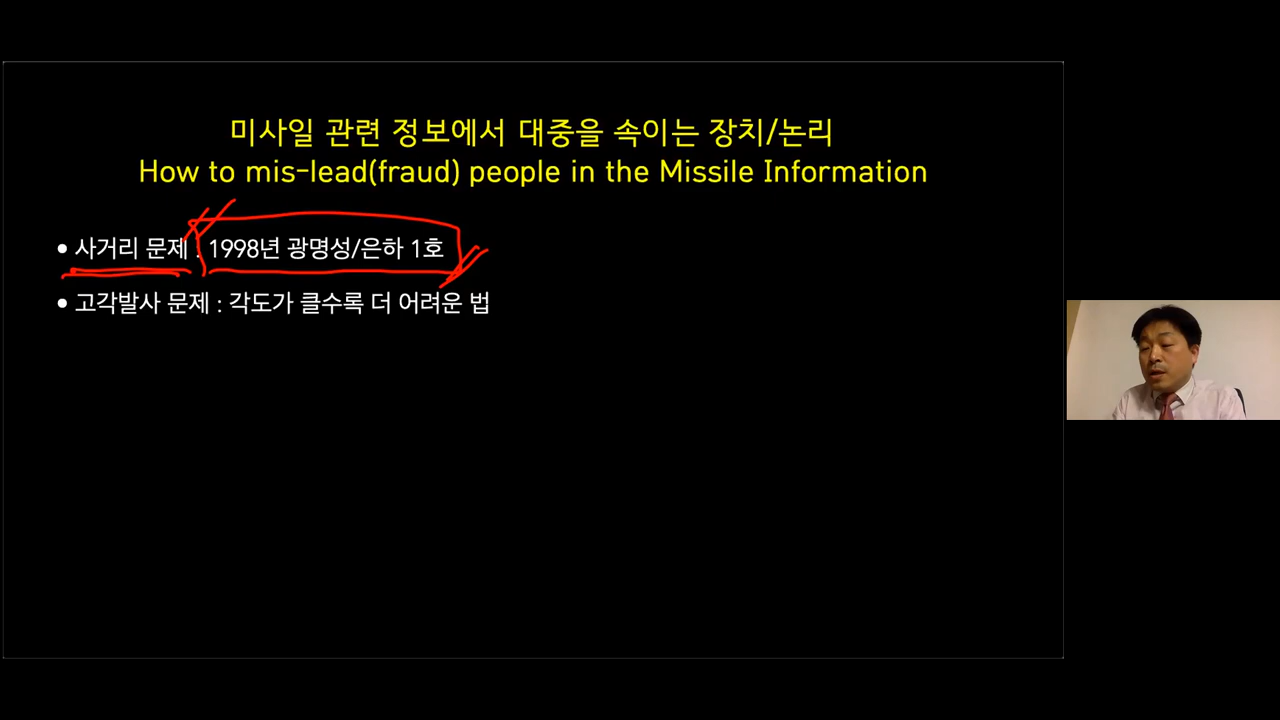 미사일 관련 정보에서 대중을 속이는 장치/논리
How to mis-lead(fraud) people in the Missile Information
• 사거리 문제 : 1998년 광명성/은하 1호
• 고각발사 문제 : 각도가 클수록 더 어려운 법